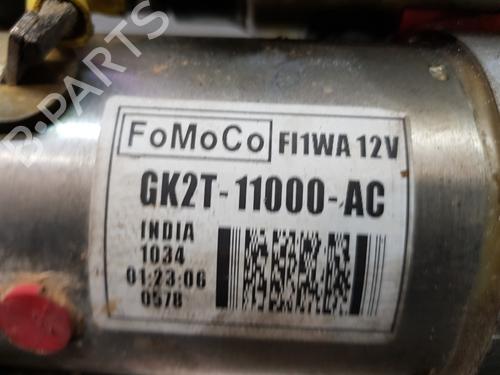 FoMoCo FI1WA 12V
GK2T-11000-AC
INDIA
1034
01:23:06
0578
B-PARTS